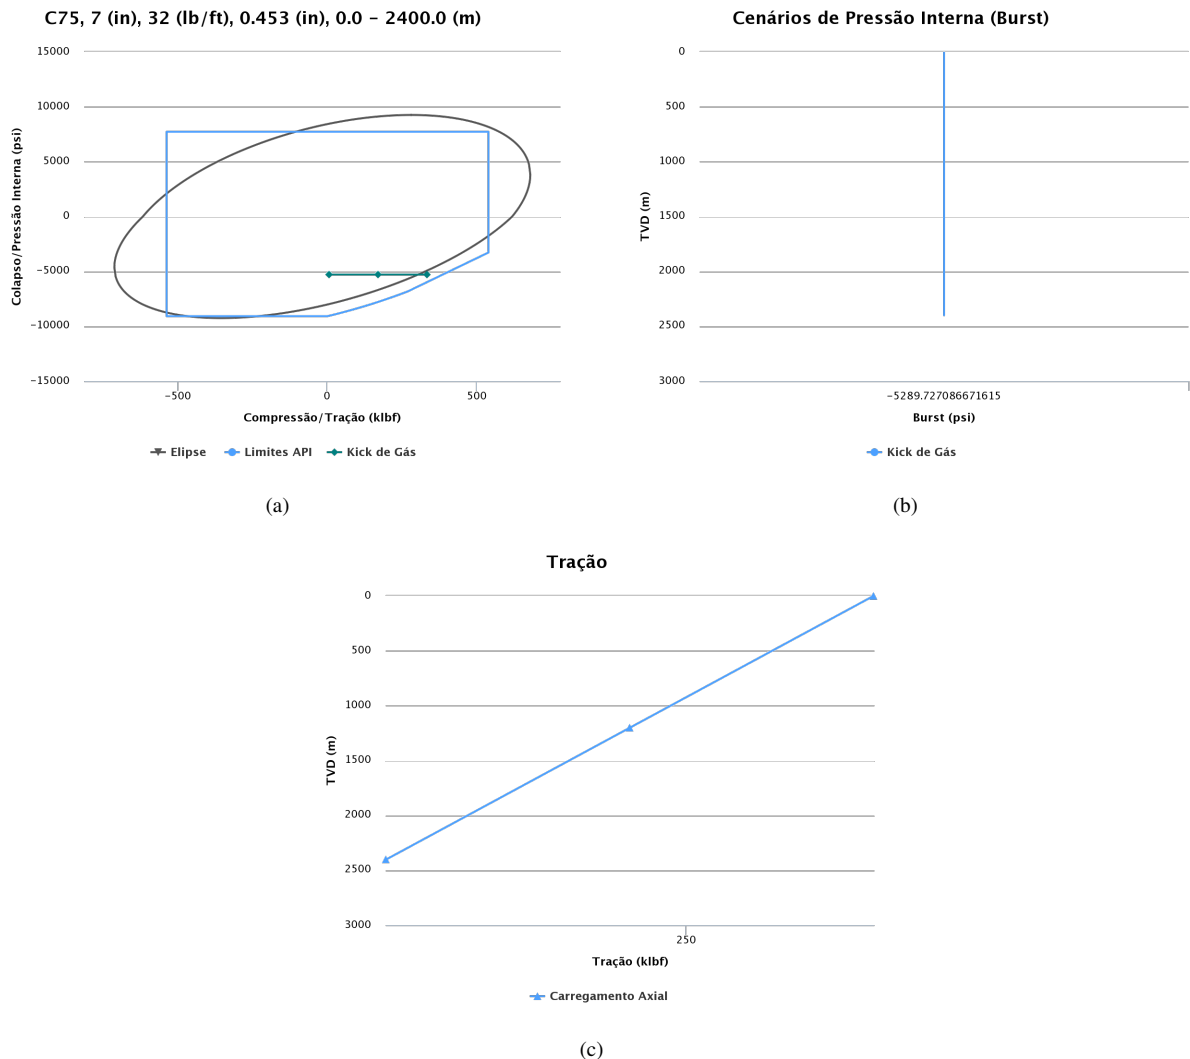 C75, 7 (in), 32 (lb/ft), 0.453 (in), 0.0 - 2400.0 (m)
15000
10000
5000
0
-5000
-10000
-15000
Colapso/Pressão Interna (psi)
-500
0
500
Compressão/Tração (klbf)
Elipse
Limites API
Kick de Gás
(a)
Cenários de Pressão Interna (Burst)
0
500
1000
1500
2000
2500
3000
TVD (m)
-5289.727086671615
Burst (psi)
Kick de Gás
(b)
Tração
0
500
1000
1500
2000
2500
3000
TVD (m)
250
Tração (klbf)
Carregamento Axial
(c)